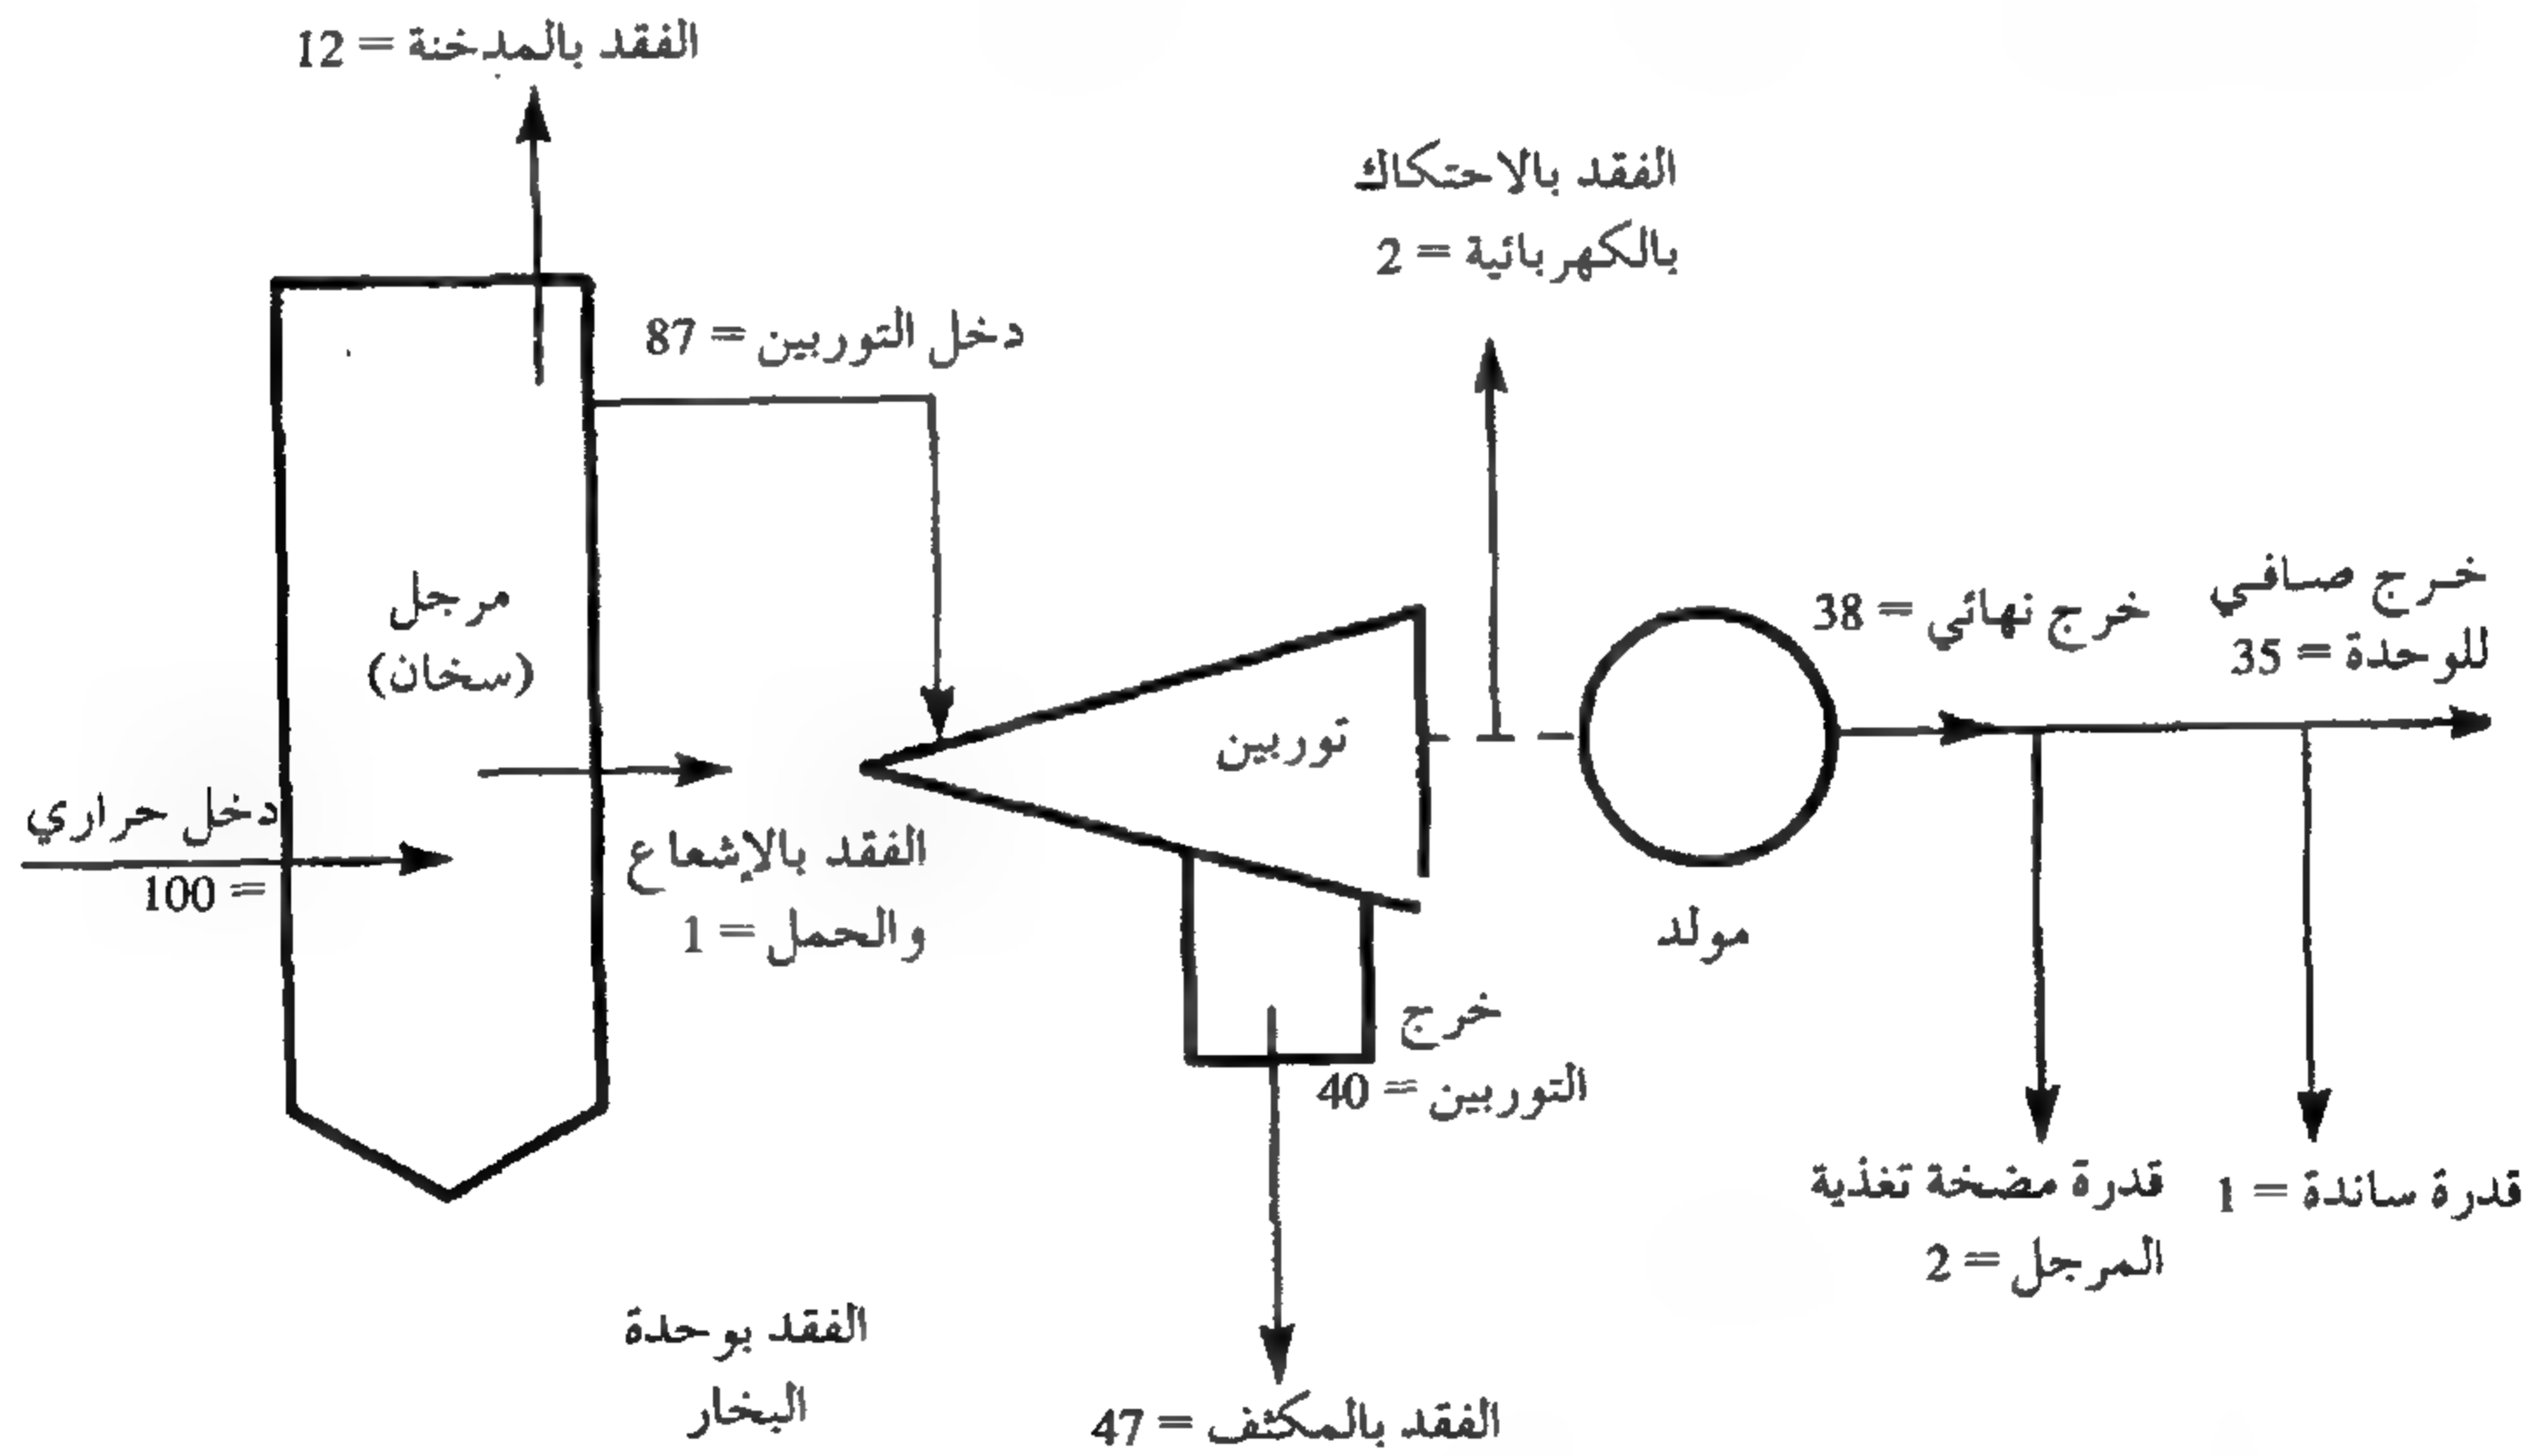 الفقد بالمدخنة = 12
الفقد بالاحتكاك
بالكهربائية = 2
دخل التوربين = 87
خرج نهائي = 38
خرج صافي
للوحدة = 35
مرجل
(سخان)
توربين
دخل حراري
= 100
الفقد بالإشعاع
والحمل = 1
مولد
خرج
التوربين = 40
قدرة مضخة تغذية
المرجل = 2
قدرة ساندة = 1
الفقد بوحدة
البخار
الفقد بالمكثف = 47